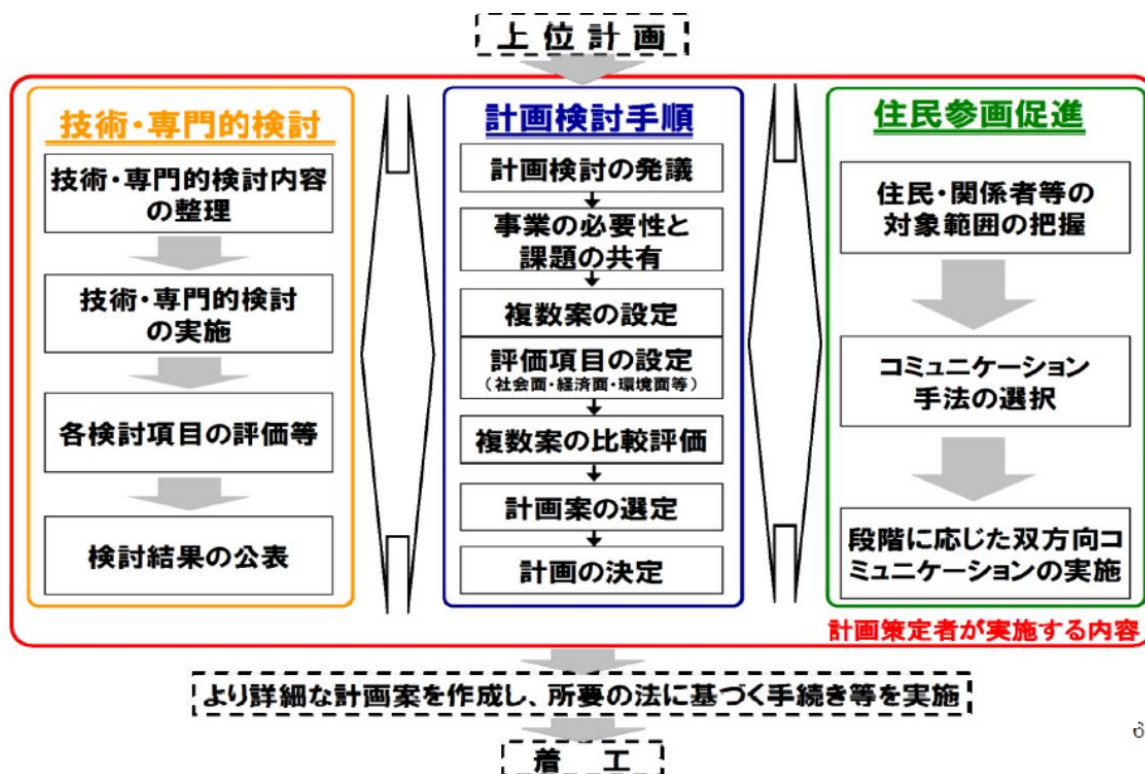 上位計画
技術・専門的検討
技術・専門的検討内容
の整理
技術・専門的検討
の実施
各検討項目の評価等
検討結果の公表
計画検討手順
計画検討の発議
事業の必要性と
課題の共有
複数案の設定
評価項目の設定
（社会面・経済面・環境面等）
複数案の比較評価
計画案の選定
計画の決定
住民参画促進
住民・関係者等の
対象範囲の把握
コミュニケーション
手法の選択
段階に応じた双方向コ
ミュニケーションの実施
計画策定者が実施する内容
より詳細な計画案を作成し、所要の法に基づく手続き等を実施
着　工
6